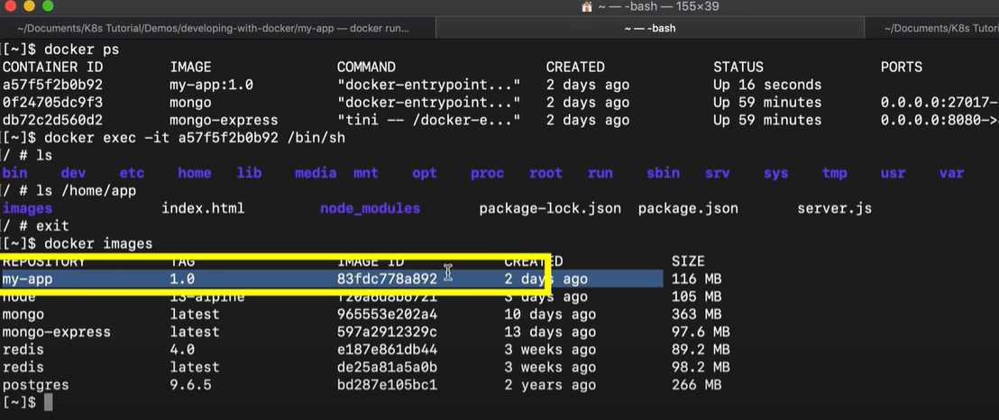 ~ — -bash — 155×39
~/Documents/K8s Tutorial/Demos/developing-with-docker/my-app — docker run... ~ — -bash ~/Documents/K8s Tutori
[[~]$ docker ps
CONTAINER ID IMAGE COMMAND CREATED STATUS PORTS
a57f5f2b0b92 my-app:1.0 "docker-entrypoint..." 2 days ago Up 16 seconds
0f24705dc9f3 mongo "docker-entrypoint..." 2 days ago Up 59 minutes 0.0.0.0:27017-
db72c2d560d2 mongo-express "tini -- /docker-e..." 2 days ago Up 59 minutes 0.0.0.0:8080->
[[~]$ docker exec -it a57f5f2b0b92 /bin/sh
[/ # ls
bin dev etc home lib media mnt opt proc root run sbin srv sys tmp usr var
[/ # ls /home/app
images index.html node_modules package-lock.json package.json server.js
[/ # exit
[[~]$ docker images
REPOSITORY TAG IMAGE ID CREATED SIZE
my-app 1.0 83fdc778a892 2 days ago 116 MB
node 13-alpine 3 days ago 105 MB
mongo latest 965553e202a4 10 days ago 363 MB
mongo-express latest 597a2912329c 13 days ago 97.6 MB
redis 4.0 e187e861db44 3 weeks ago 89.2 MB
redis latest de25a81a5a0b 3 weeks ago 98.2 MB
postgres 9.6.5 bd287e105bc1 2 years ago 266 MB
[~]$